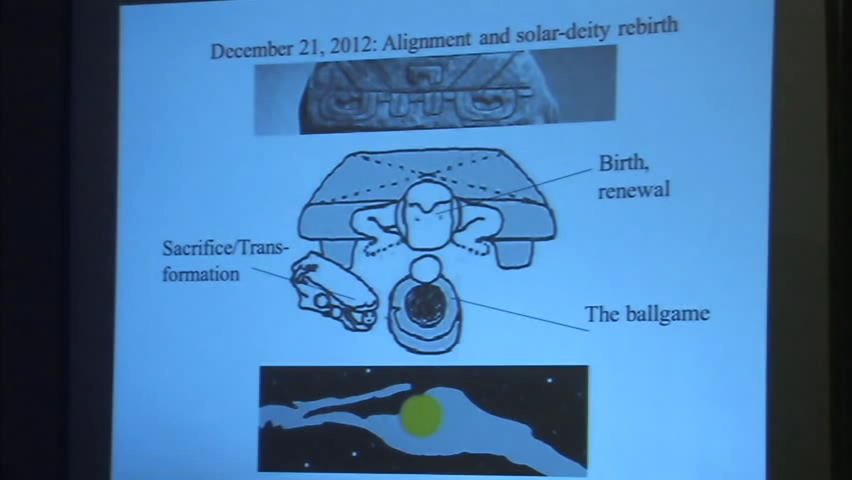 December 21, 2012: Alignment and solar-deity rebirth
Birth,
renewal
Sacrifice/Trans-
formation
The ballgame